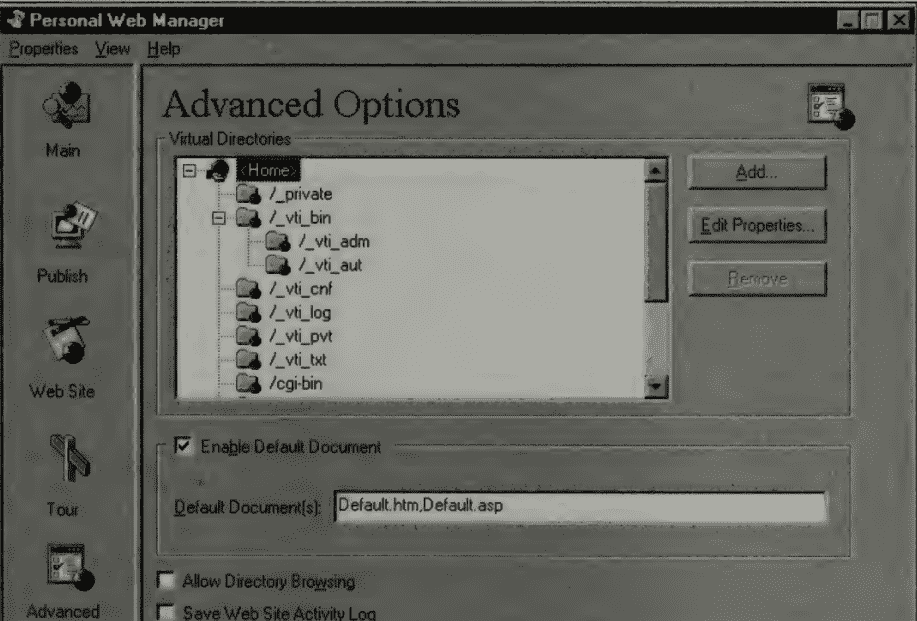 Personal Web Manager
Properties View Help
Main
Publish
Web Site
Tour
Advanced
Advanced Options
Virtual Directories
<Home>
/_private
/_vti_bin
/_vti_adm
/_vti_aut
/_vti_cnf
/_vti_log
/_vti_pvt
/_vti_txt
/cgi-bin
Add...
Edit Properties...
Remove
Enable Default Document
Default Document(s): Default.htm,Default.asp
Allow Directory Browsing
Save Web Site Activity Log